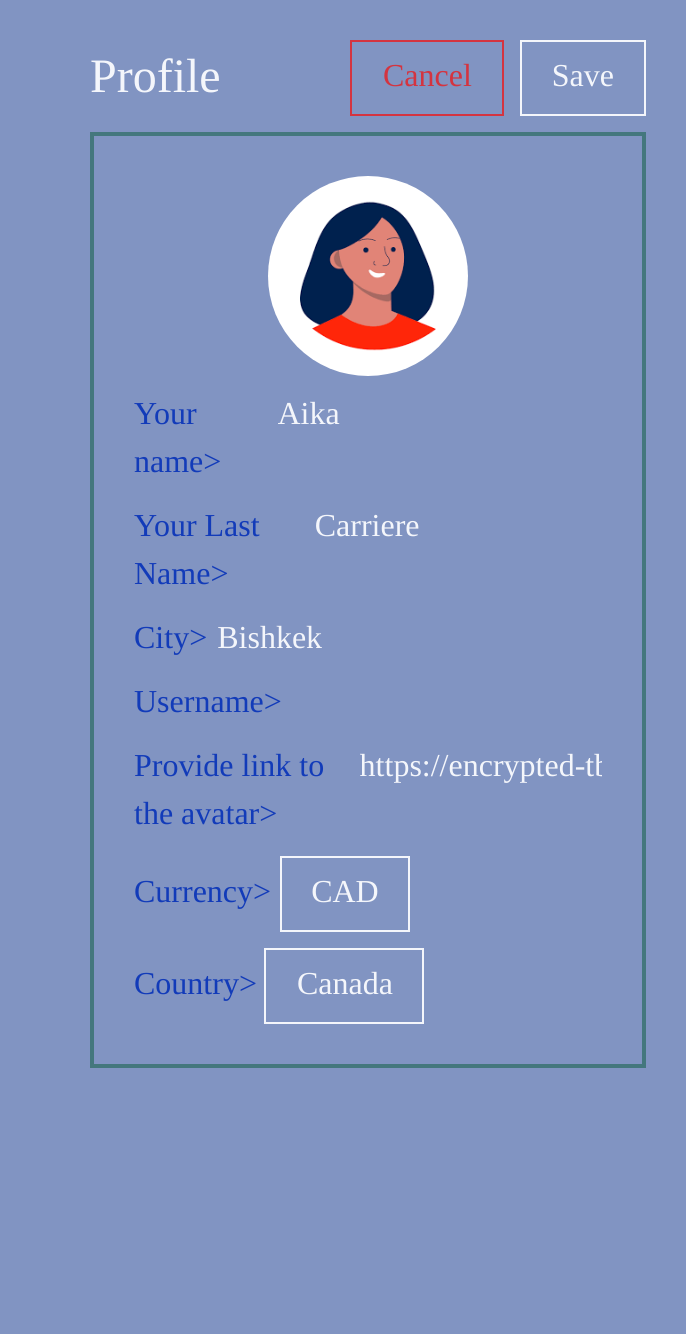 Profile Cancel Save
Your Aika
name>
Your Last Carriere
Name>
City> Bishkek
Username>
Provide link to https://encrypted-
the avatar>
Currency> CAD
Country> Canada